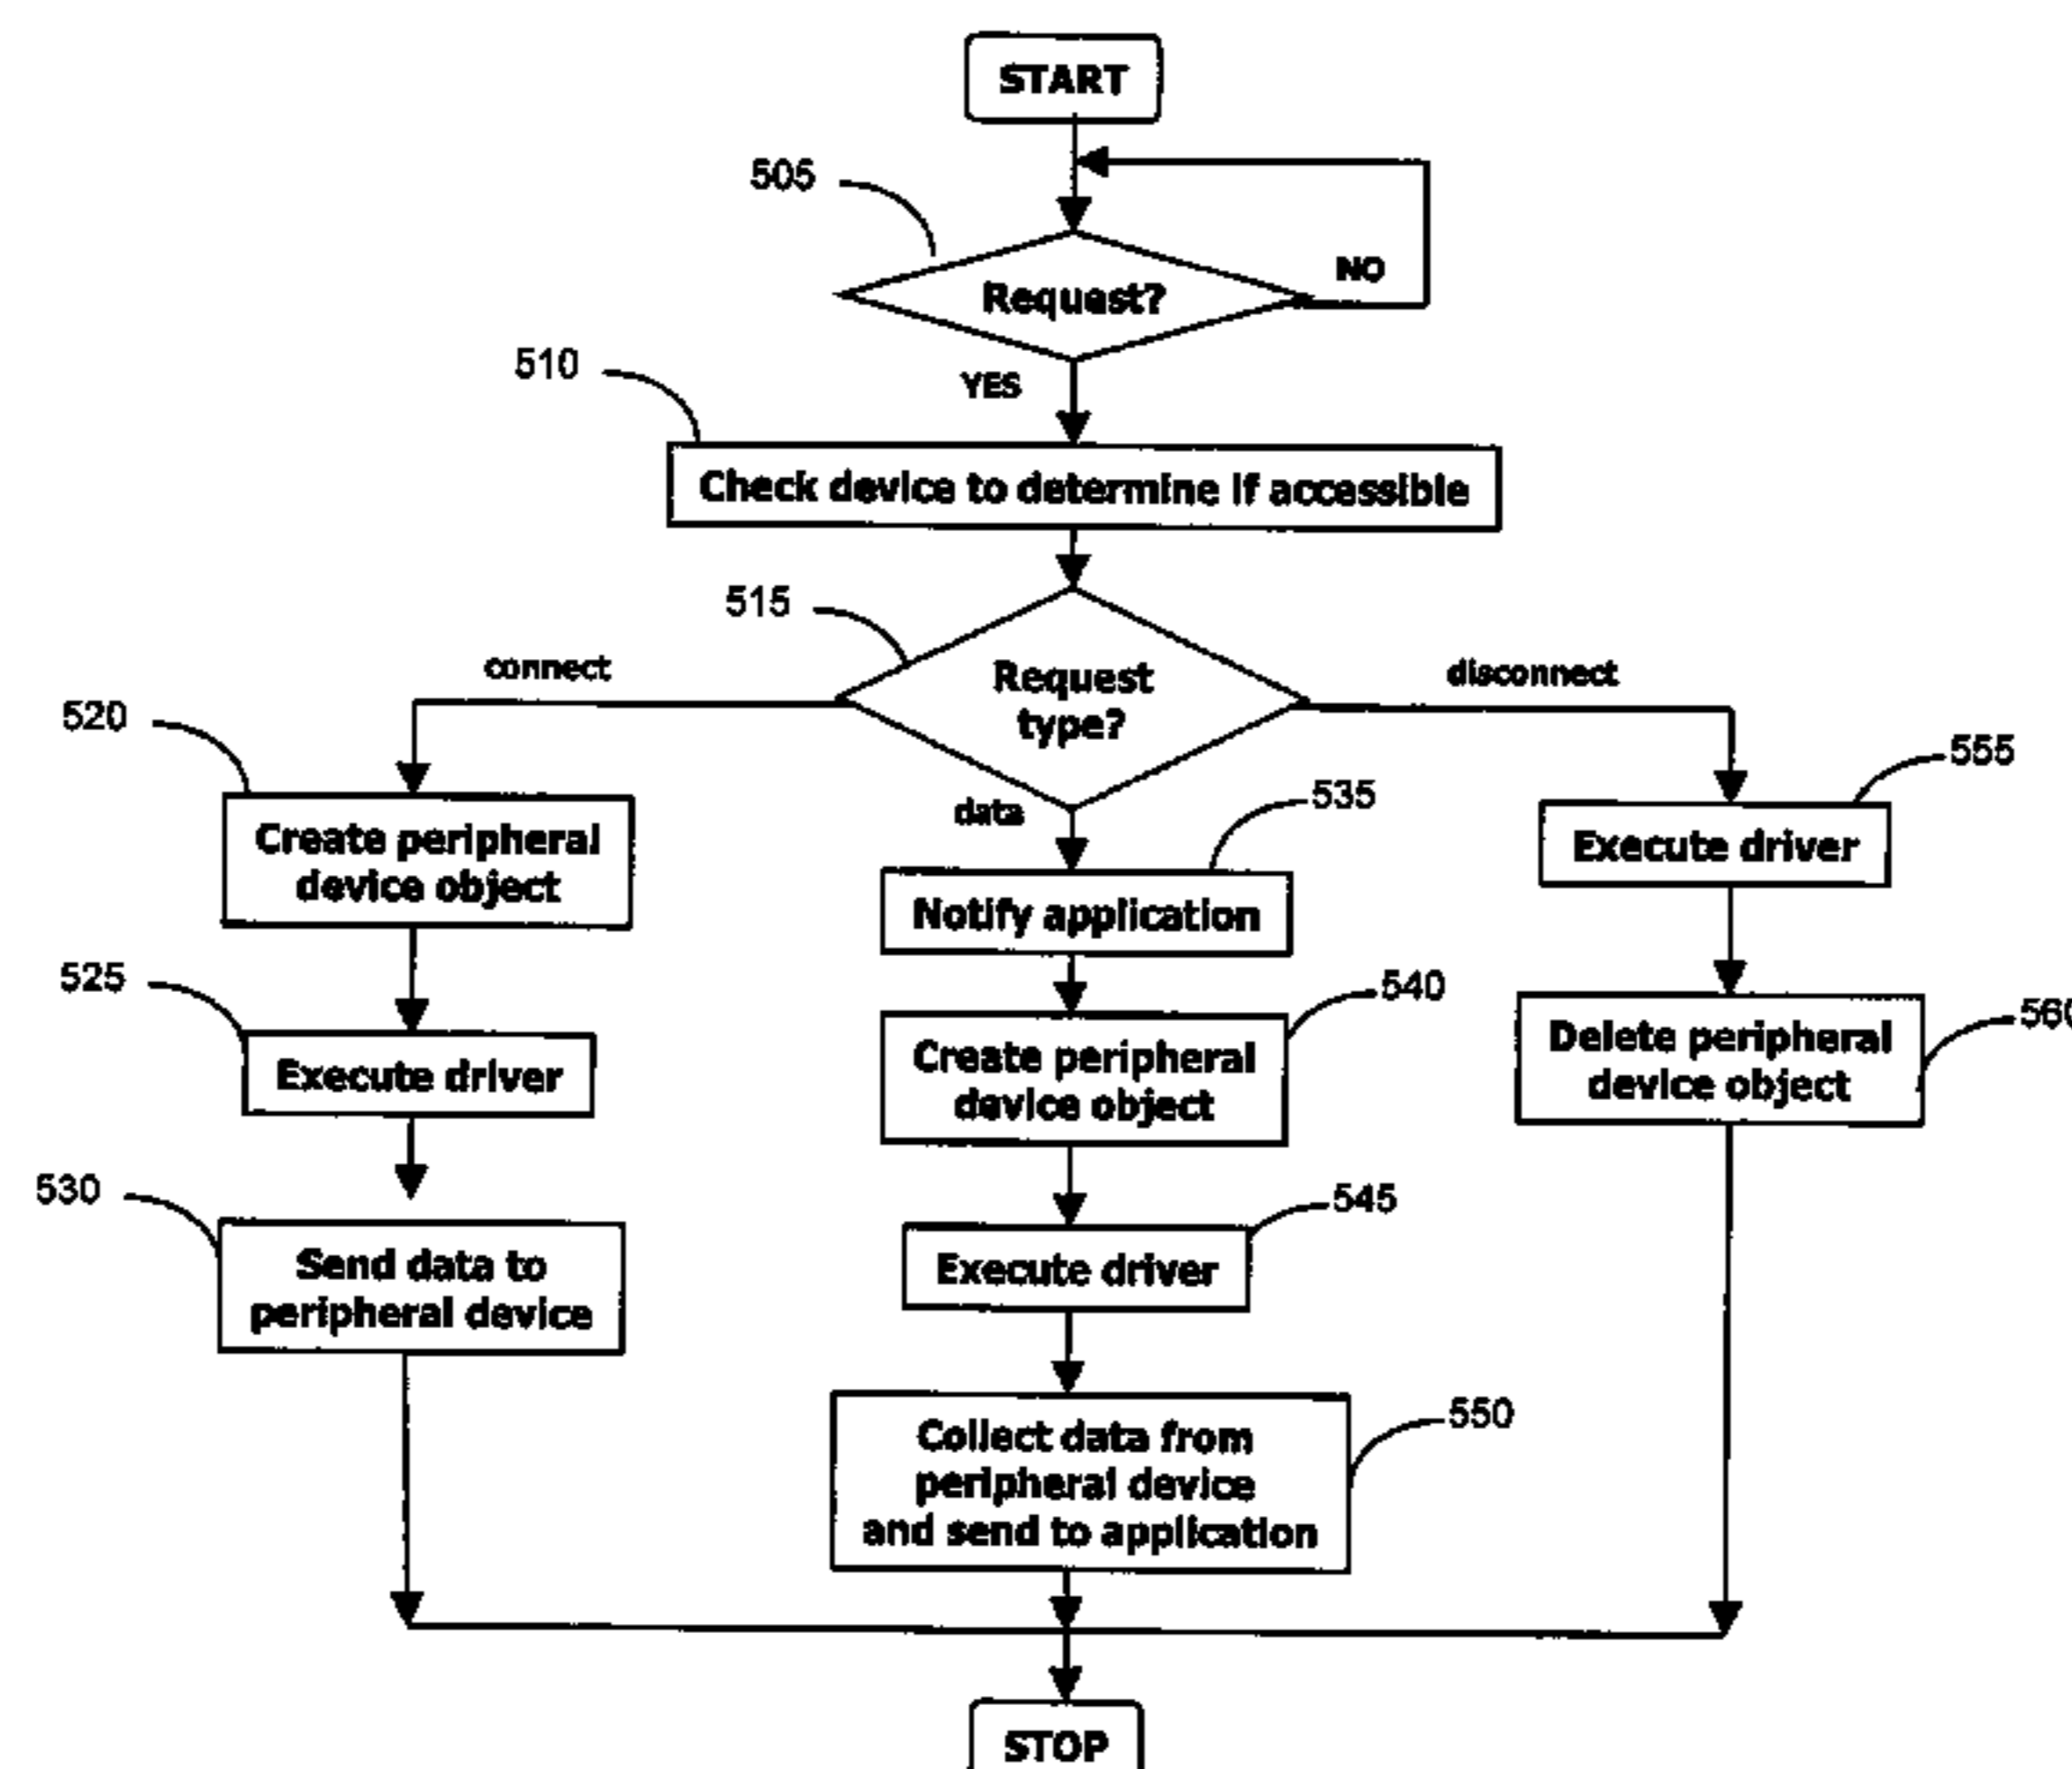 START
505
Request?
NO
510
YES
Check device to determine if accessible
515
Request
type?
connect
disconnect
data
520
Create peripheral
device object
525
Execute driver
530
Send data to
peripheral device
535
Notify application
540
Create peripheral
device object
545
Execute driver
550
Collect data from
peripheral device
and send to application
555
Execute driver
560
Delete peripheral
device object
STOP